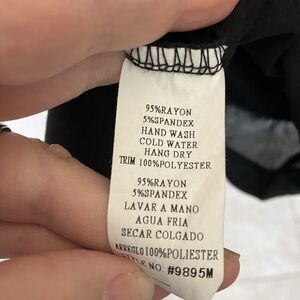 95%RAYON
5%SPANDEX
HAND WASH
COLD WATER
HANG DRY
TRIM 100%POLYESTER
95%RAYON
5%SPANDEX
LAVAR A MANO
AGUA FRIA
SECAR COLGADO
ARREGLO 100%POLIESTER
NO. #9895M